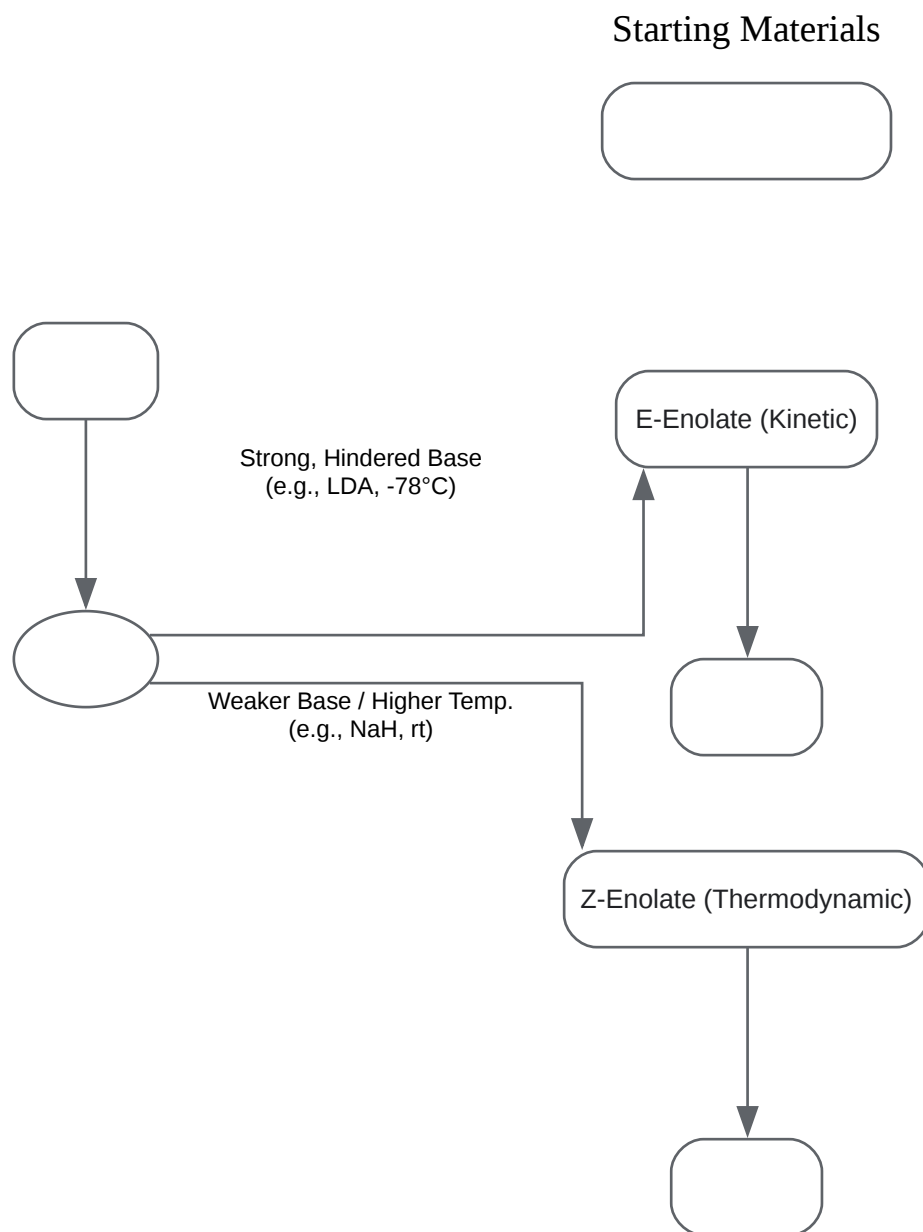 Starting Materials
E-Enolate (Kinetic)
Strong, Hindered Base
(e.g., LDA, -78°C)
Weaker Base / Higher Temp.
(e.g., NaH, rt)
Z-Enolate (Thermodynamic)